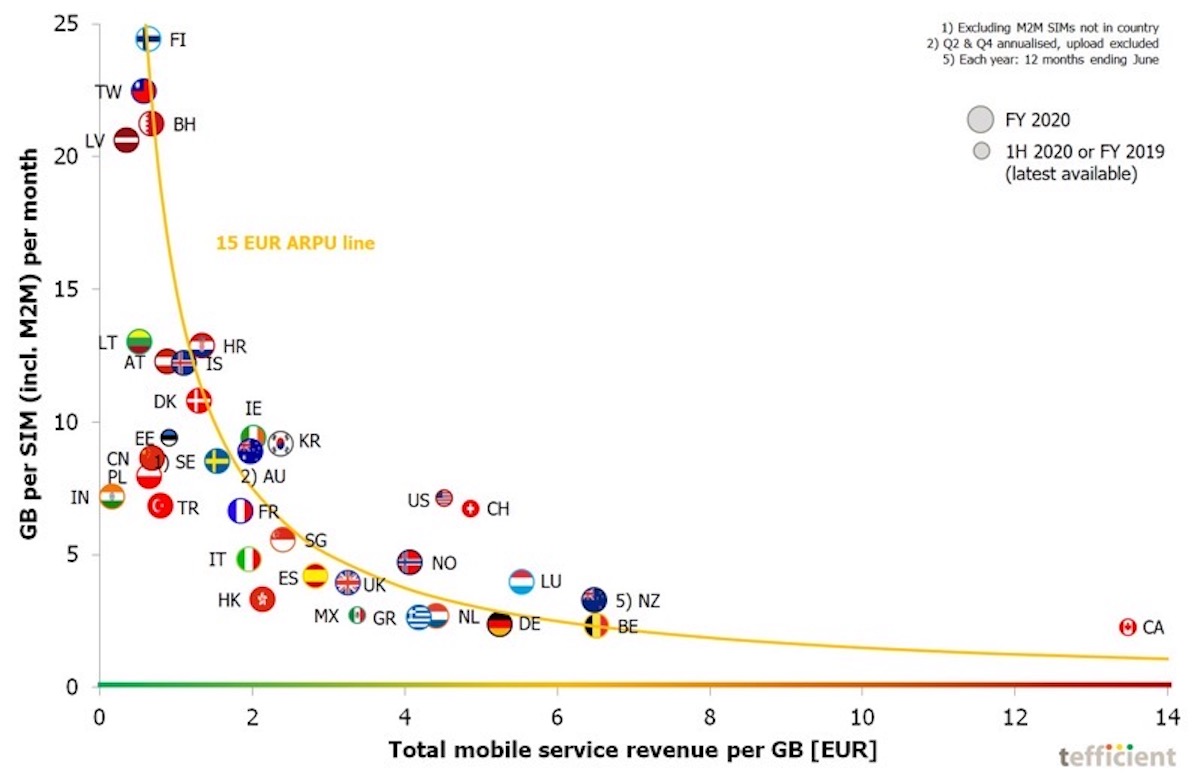 25
1) Excluding M2M SIMs not in country
2) Q2 & Q4 annualised, upload excluded
5) Each year: 12 months ending June
FI
TW
BH
LV
FY 2020
1H 2020 or FY 2019
(latest available)
20
15 EUR ARPU line
15
LT
HR
AT
IS
DK
IE
10
EE
KR
CN
1) SE
PL
2) AU
IN
US
CH
TR
FR
SG
5
IT
NO
ES
UK
LU
HK
5) NZ
MX
GR
NL
DE
BE
CA
0
GB per SIM (incl. M2M) per month
0 2 4 6 8 10 12 14
Total mobile service revenue per GB [EUR]
tefficient